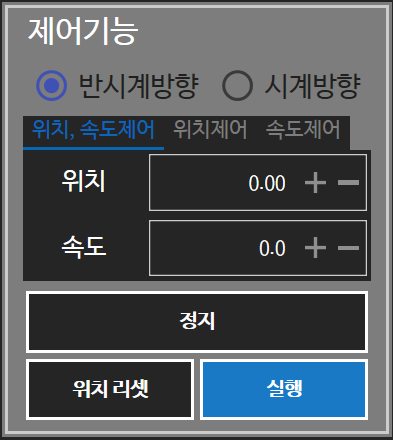 제어기능
반시계방향 시계방향
위치, 속도제어 위치제어 속도제어
위치 0.00 + −
속도 0.0 + −
정지
위치 리셋 실행